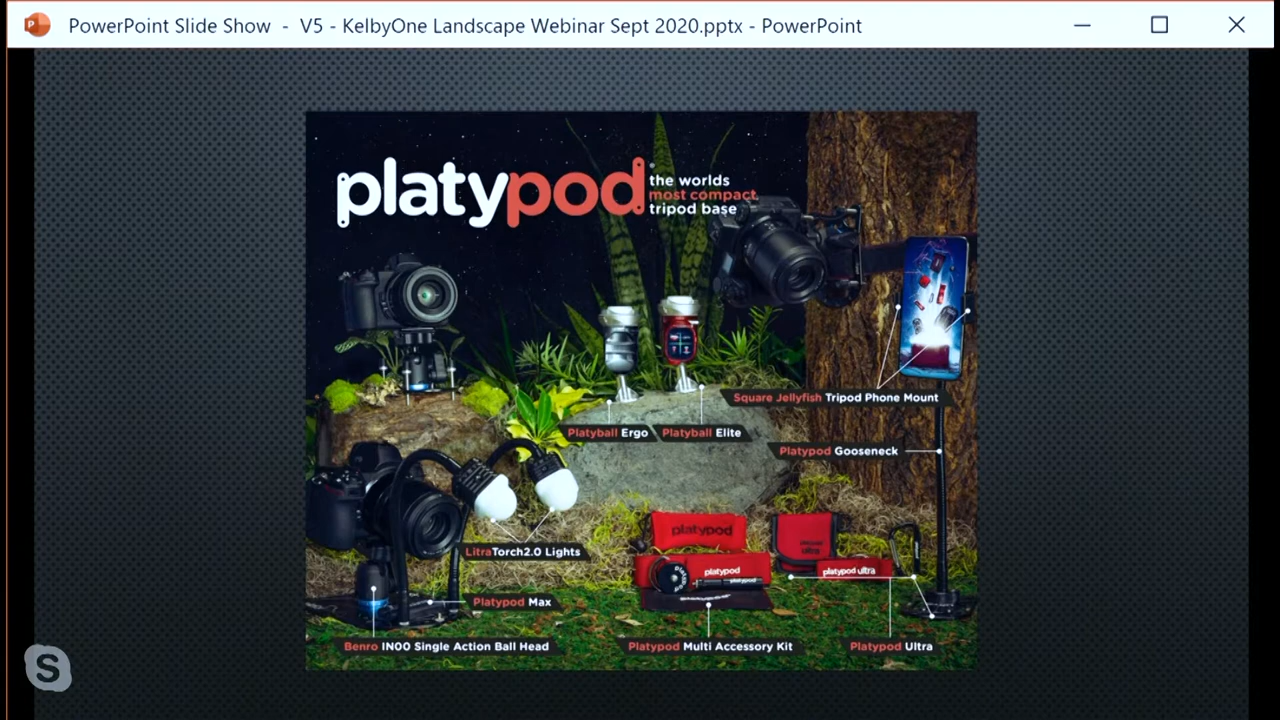 PowerPoint Slide Show - V5 - KelbyOne Landscape Webinar Sept 2020.pptx - PowerPoint
platypod
the worlds
most compact
tripod base
Square Jellyfish Tripod Phone Mount
Platyball Ergo
Platyball Elite
Platypod Gooseneck
platypod
LitraTorch2.0 Lights
platypod
platypod
platypod ultra
Platypod Max
Benro IN00 Single Action Ball Head
Platypod Multi Accessory Kit
Platypod Ultra
S